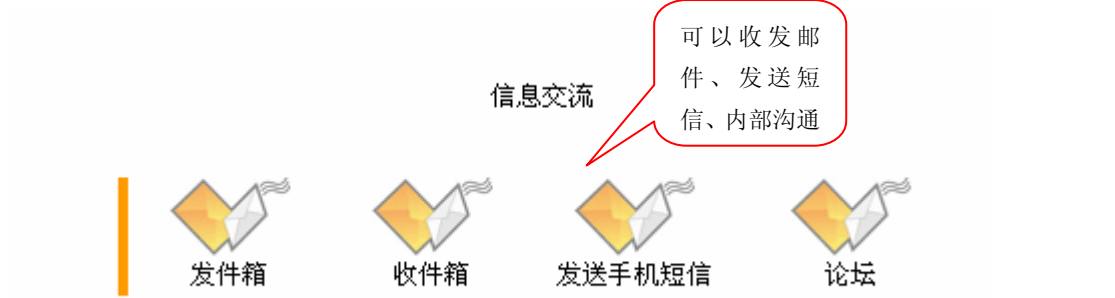 可以收发邮
件、发送短
信、内部沟通
信息交流
发件箱
收件箱
发送手机短信
论坛